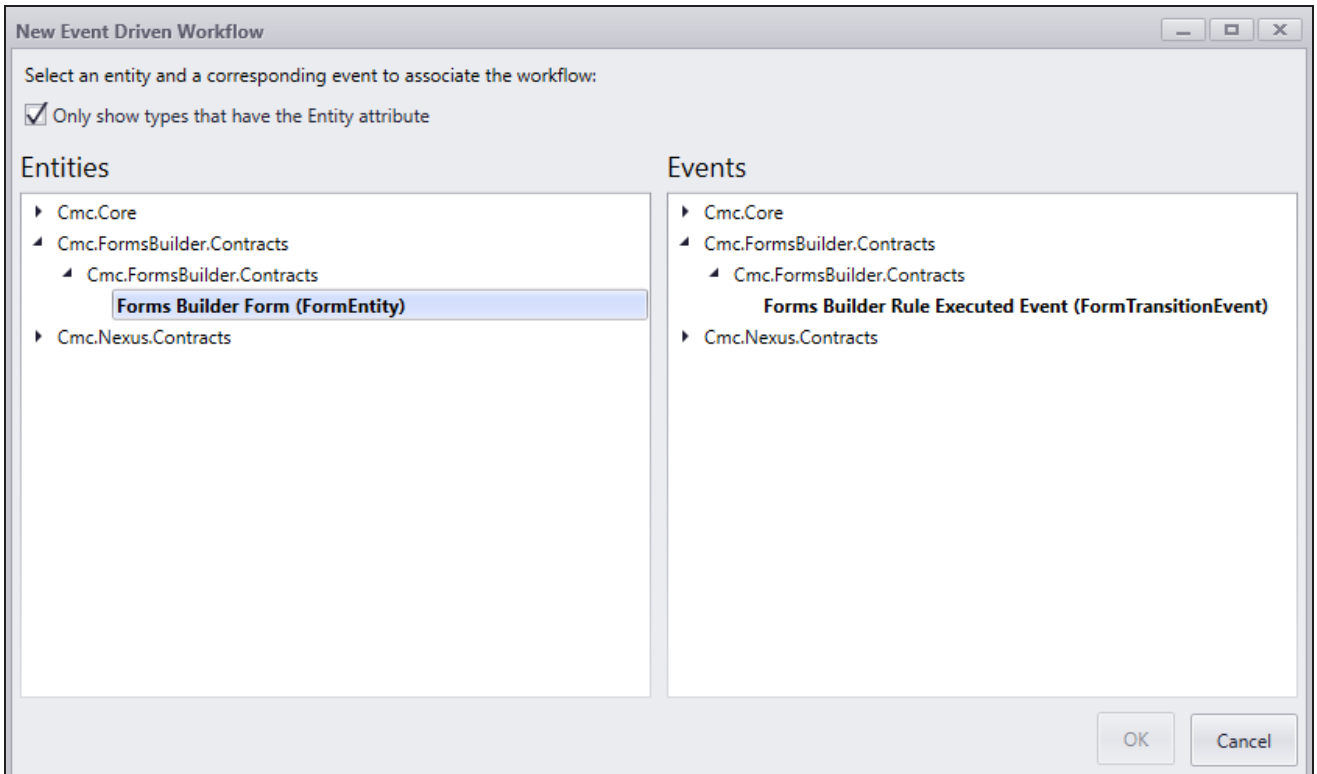 New Event Driven Workflow
Select an entity and a corresponding event to associate the workflow:
Only show types that have the Entity attribute
Entities
Cmc.Core
Cmc.FormsBuilder.Contracts
Cmc.FormsBuilder.Contracts
Forms Builder Form (FormEntity)
Cmc.Nexus.Contracts
Events
Cmc.Core
Cmc.FormsBuilder.Contracts
Cmc.FormsBuilder.Contracts
Forms Builder Rule Executed Event (FormTransitionEvent)
Cmc.Nexus.Contracts
OK
Cancel